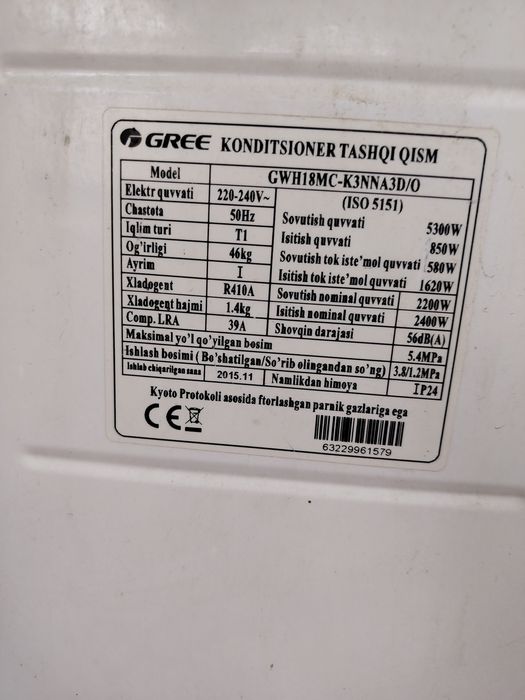 GREE KONDITSIONER TASHQI QISM
Model GWH18MC-K3NNA3D/O
Elektr quvvati 220-240V~ (ISO 5151)
Chastota 50Hz Sovutish quvvati 5300W
Iqlim turi T1 Isitish quvvati 850W
Og'irligi 46kg Sovutish tok iste'mol quvvati 580W
Ayrim I Isitish tok iste'mol quvvati 1620W
Xladogent R410A Sovutish nominal quvvati 2200W
Xladogent hajmi 1.4kg Isitish nominal quvvati 2400W
Comp. LRA 39A Shovqin darajasi 56dB(A)
Maksimal yo'l qo'yilgan bosim 5.4MPa
Ishlash bosimi (Bo'shatilgan/So'rib olingandan so'ng) 3.8/1.2MPa
Ishlab chiqarilgan sana 2015.11 Namlikdan himoya IP24
Kyoto Protokoli asosida ftorlashgan parnik gazlariga ega
CE
63229961579